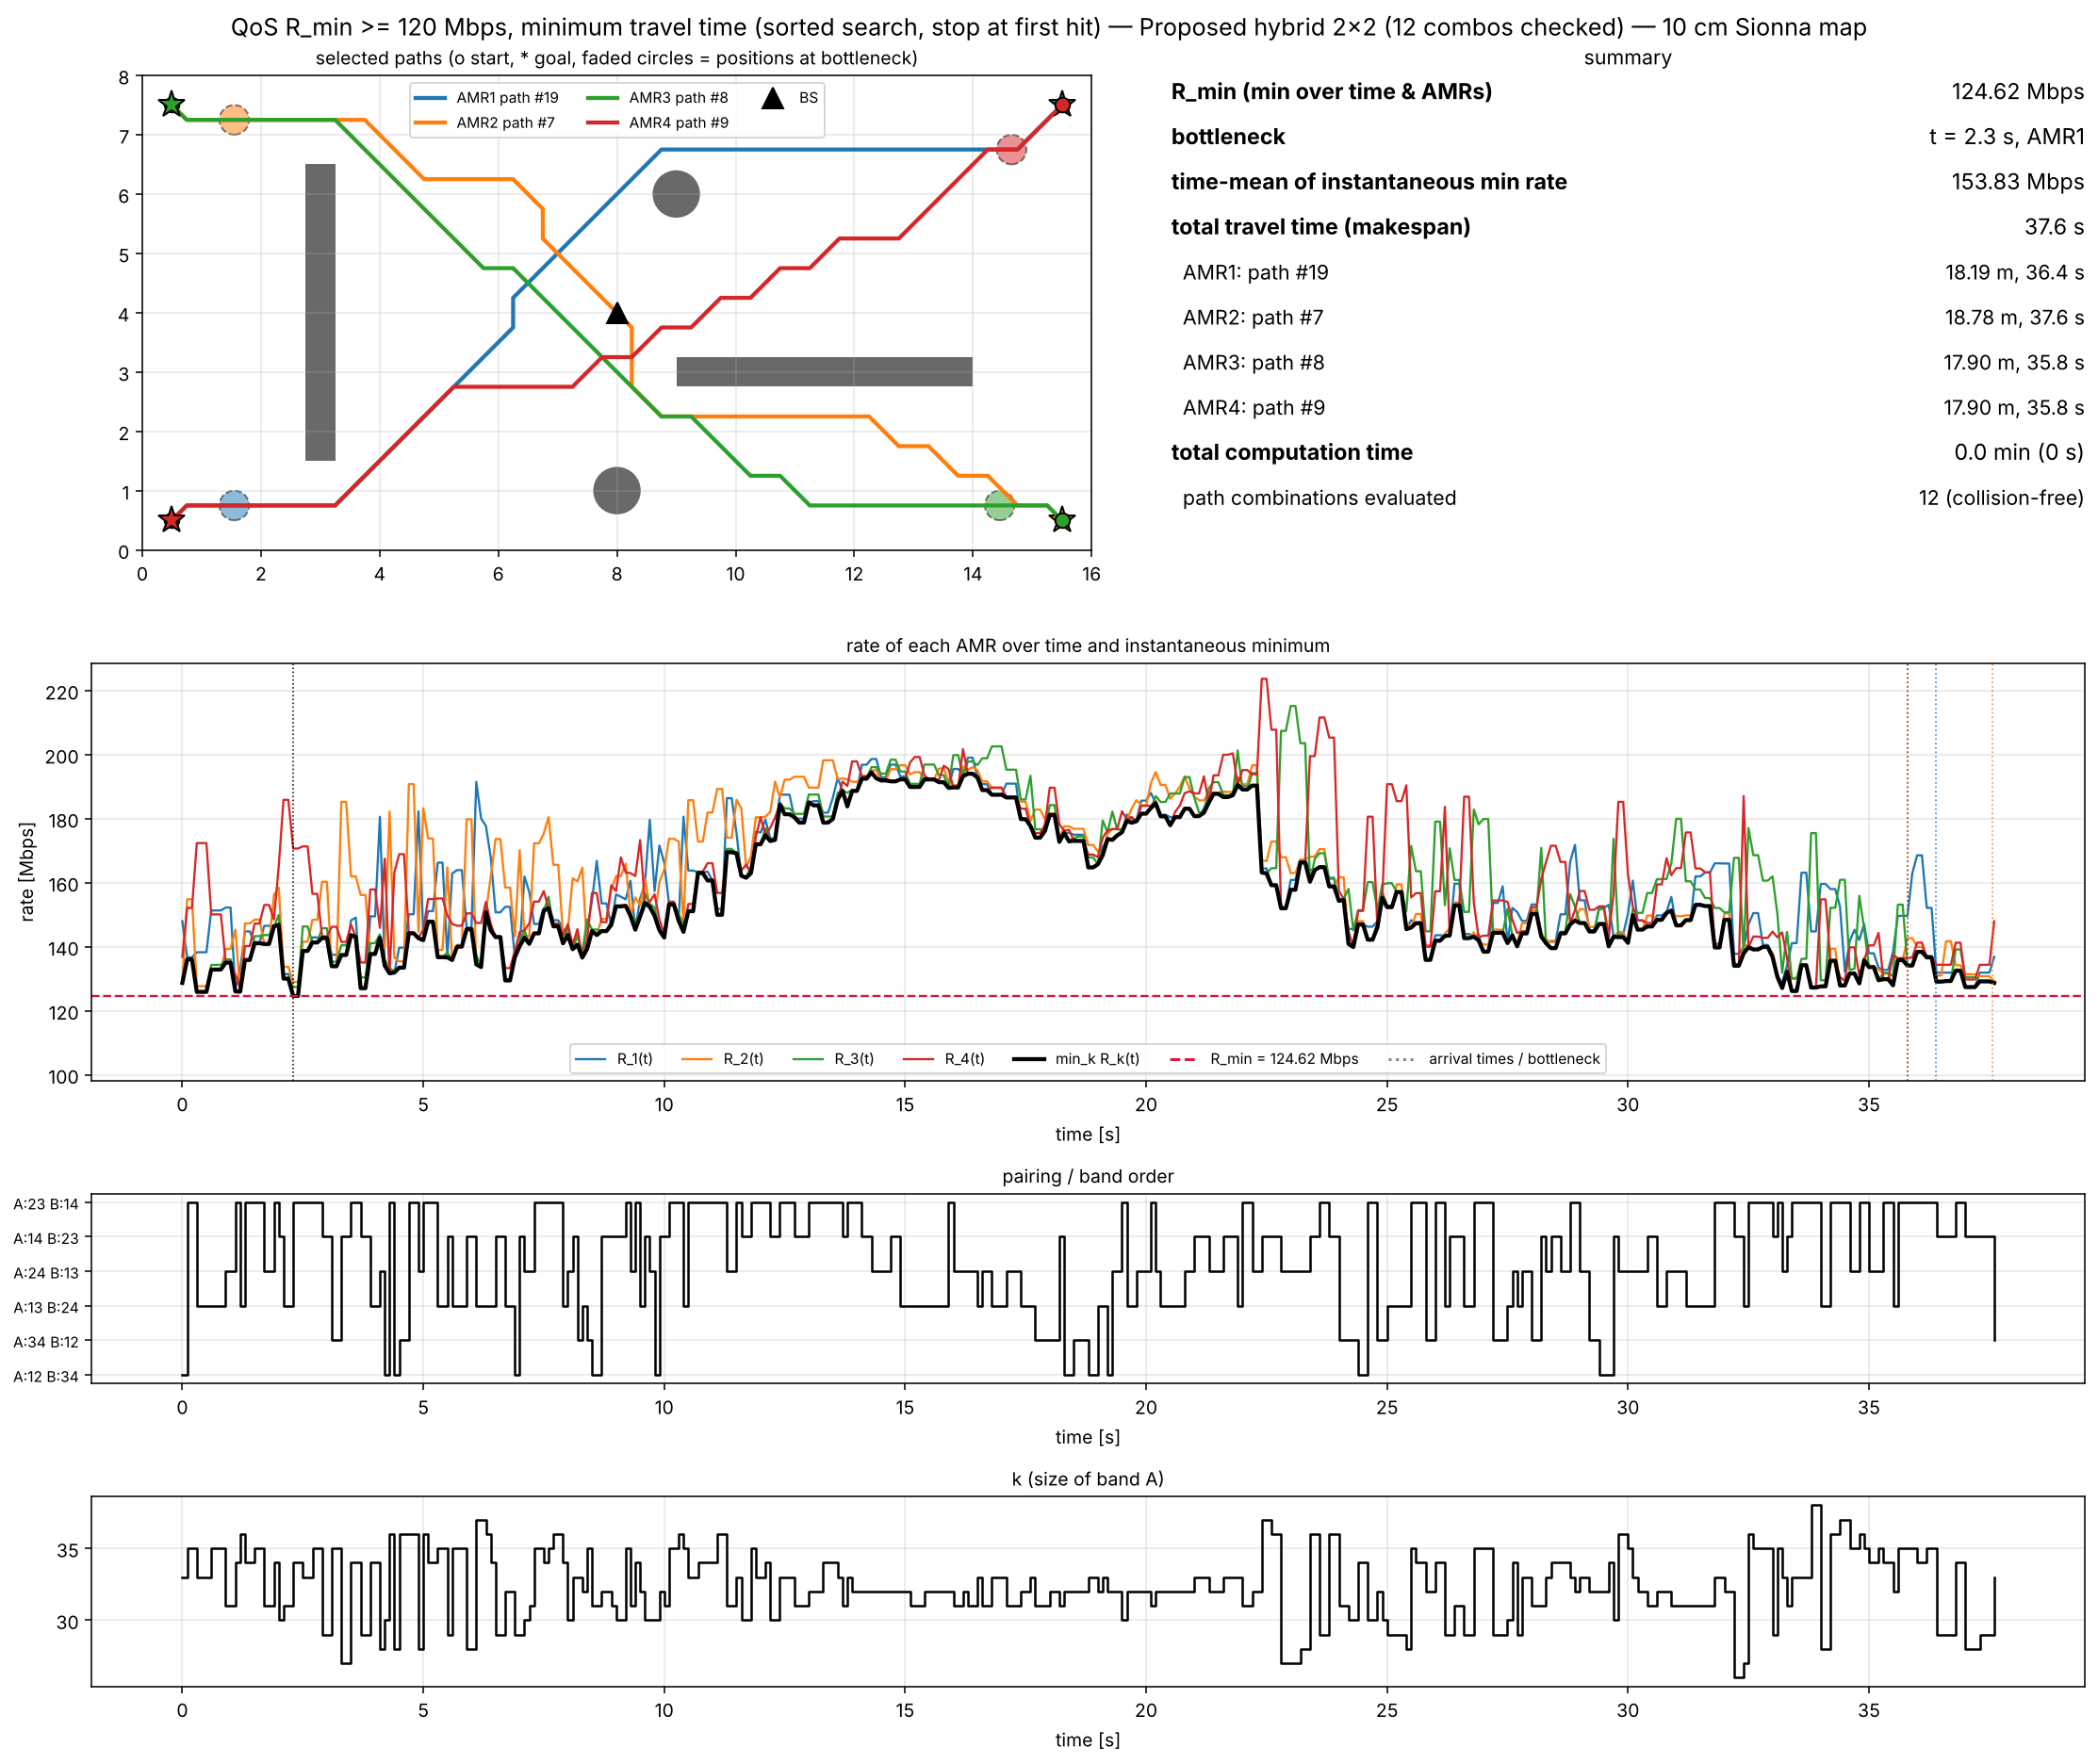 QoS R_min >= 120 Mbps, minimum travel time (sorted search, stop at first hit) — Proposed hybrid 2×2 (12 combos checked) — 10 cm Sionna map
selected paths (o start, * goal, faded circles = positions at bottleneck)
8
7
6
5
4
3
2
1
0
0 2 4 6 8 10 12 14 16
AMR1 path #19
AMR2 path #7
AMR3 path #8
AMR4 path #9
BS
summary
R_min (min over time & AMRs) 124.62 Mbps
bottleneck t = 2.3 s, AMR1
time-mean of instantaneous min rate 153.83 Mbps
total travel time (makespan) 37.6 s
AMR1: path #19 18.19 m, 36.4 s
AMR2: path #7 18.78 m, 37.6 s
AMR3: path #8 17.90 m, 35.8 s
AMR4: path #9 17.90 m, 35.8 s
total computation time 0.0 min (0 s)
path combinations evaluated 12 (collision-free)
rate of each AMR over time and instantaneous minimum
rate [Mbps]
220
200
180
160
140
120
100
R_1(t) R_2(t) R_3(t) R_4(t) min_k R_k(t) R_min = 124.62 Mbps arrival times / bottleneck
0 5 10 15 20 25 30 35
time [s]
pairing / band order
A:23 B:14
A:14 B:23
A:24 B:13
A:13 B:24
A:34 B:12
A:12 B:34
0 5 10 15 20 25 30 35
time [s]
k (size of band A)
35
30
0 5 10 15 20 25 30 35
time [s]